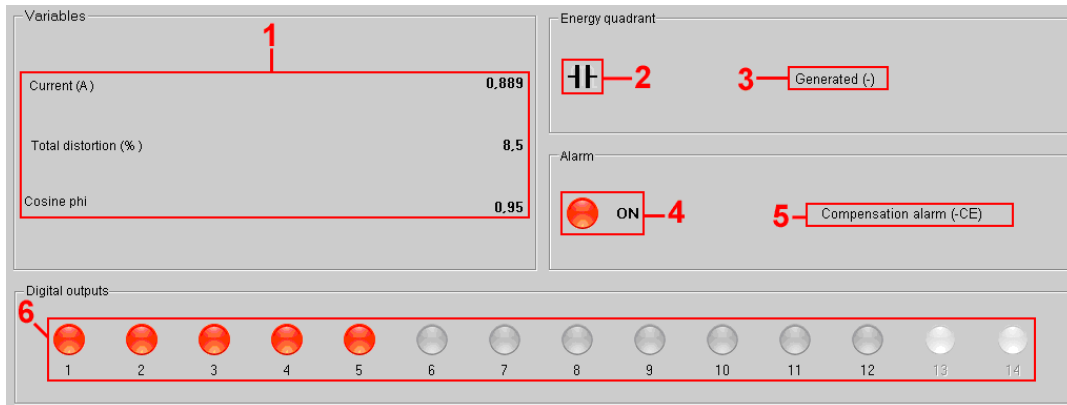 Variables
1
Current (A)
0,889
Total distortion (%)
8,5
Cosine phi
0,95
Energy quadrant
2
3
Generated (-)
Alarm
ON
4
5
Compensation alarm (-CE)
Digital outputs
6
1 2 3 4 5 6 7 8 9 10 11 12 13 14